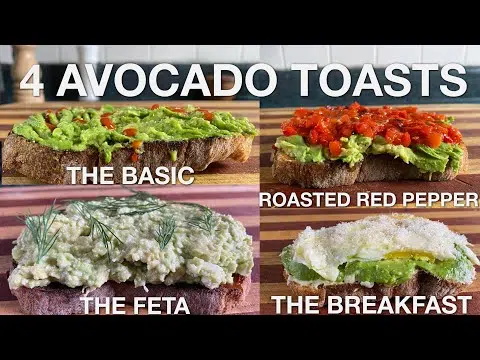 4 AVOCADO TOASTS
THE BASIC
ROASTED RED PEPPER
THE FETA
THE BREAKFAST